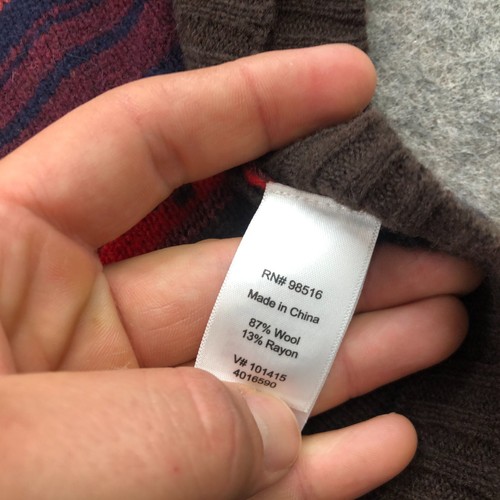 RN# 98516
Made in China
87% Wool
13% Rayon
V# 101415
4016590